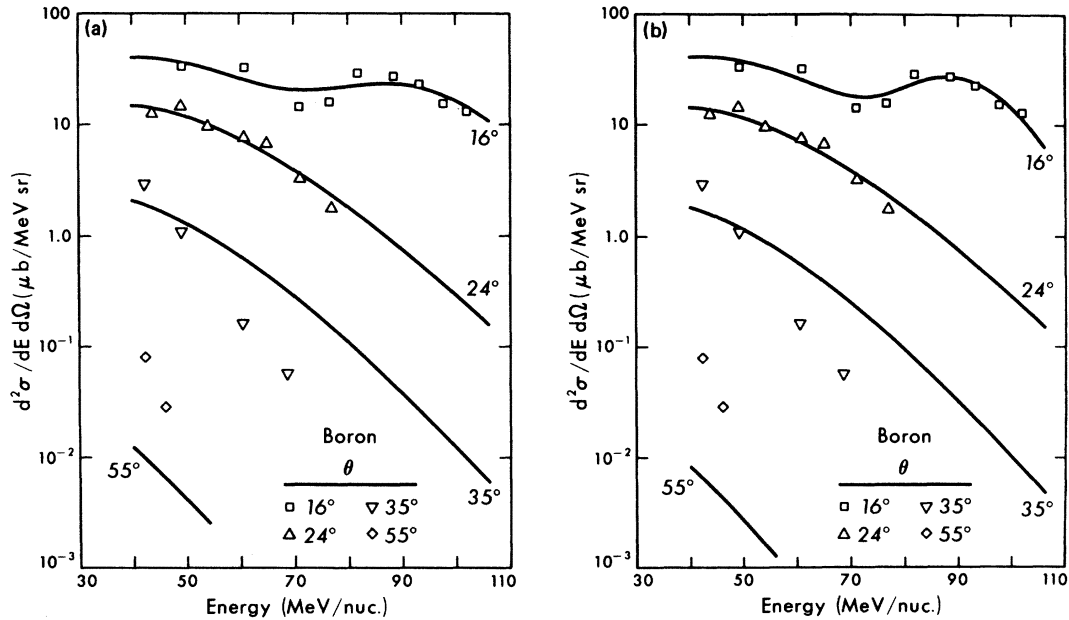 (a)
100
10
1.0
10⁻¹
10⁻²
10⁻³
d²σ/dE dΩ (μb/MeV sr)
16°
24°
35°
55°
Boron
θ
□ 16° ▽ 35°
△ 24° ◇ 55°
30 50 70 90 110
Energy (MeV/nuc.)
(b)
100
10
1.0
10⁻¹
10⁻²
10⁻³
d²σ/dE dΩ (μb/MeV sr)
16°
24°
35°
55°
Boron
θ
□ 16° ▽ 35°
△ 24° ◇ 55°
30 50 70 90 110
Energy (MeV/nuc.)